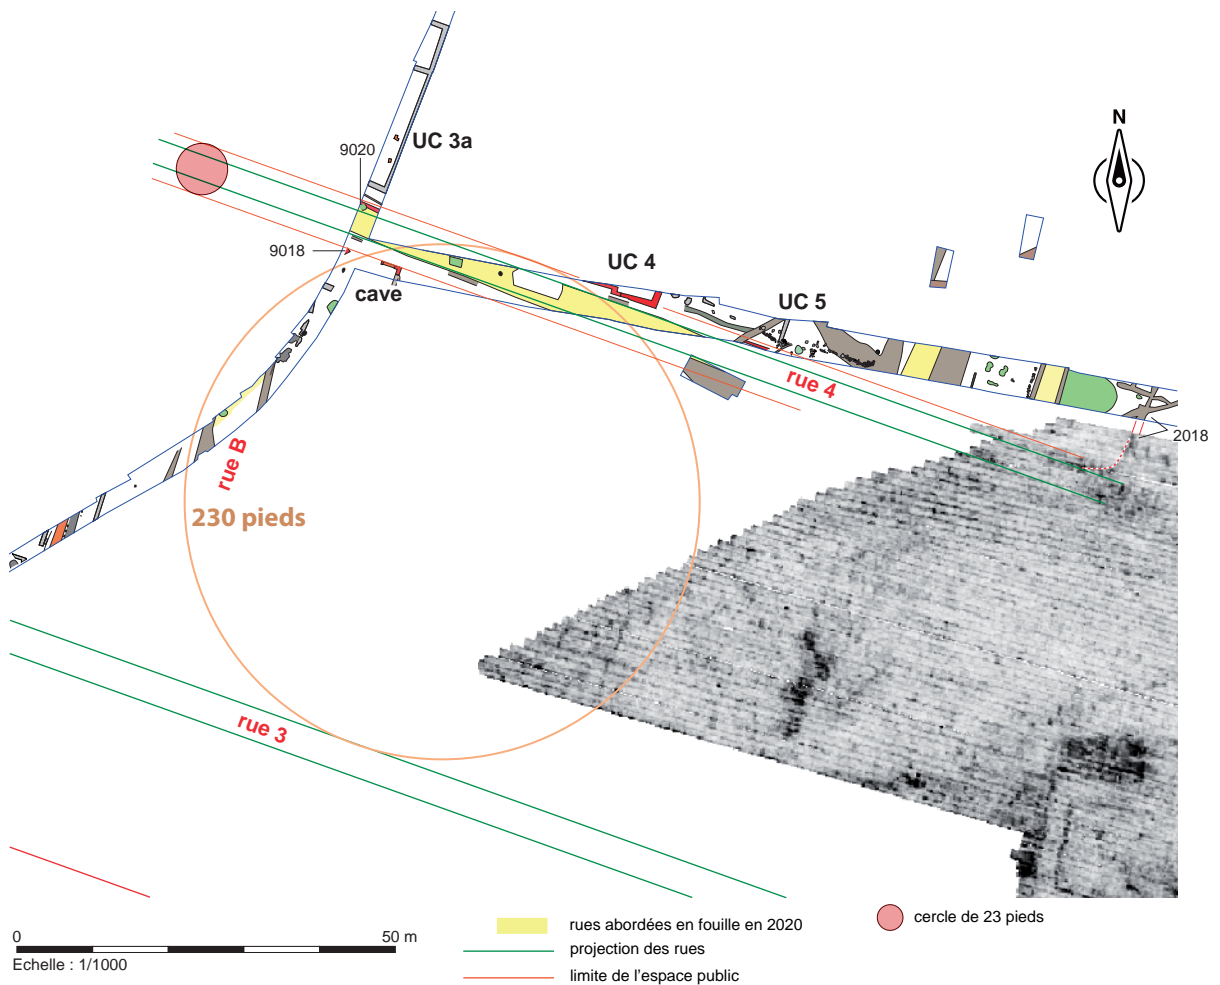 N
UC 3a
9020
9018
UC 4
cave
UC 5
rue 4
2018
rue B
230 pieds
rue 3
0 50 m
Echelle : 1/1000
rues abordées en fouille en 2020
projection des rues
limite de l'espace public
cercle de 23 pieds